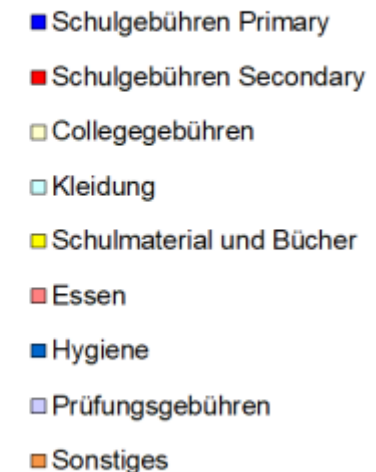 Schulgebühren Primary
Schulgebühren Secondary
Collegegebühren
Kleidung
Schulmaterial und Bücher
Essen
Hygiene
Prüfungsgebühren
Sonstiges